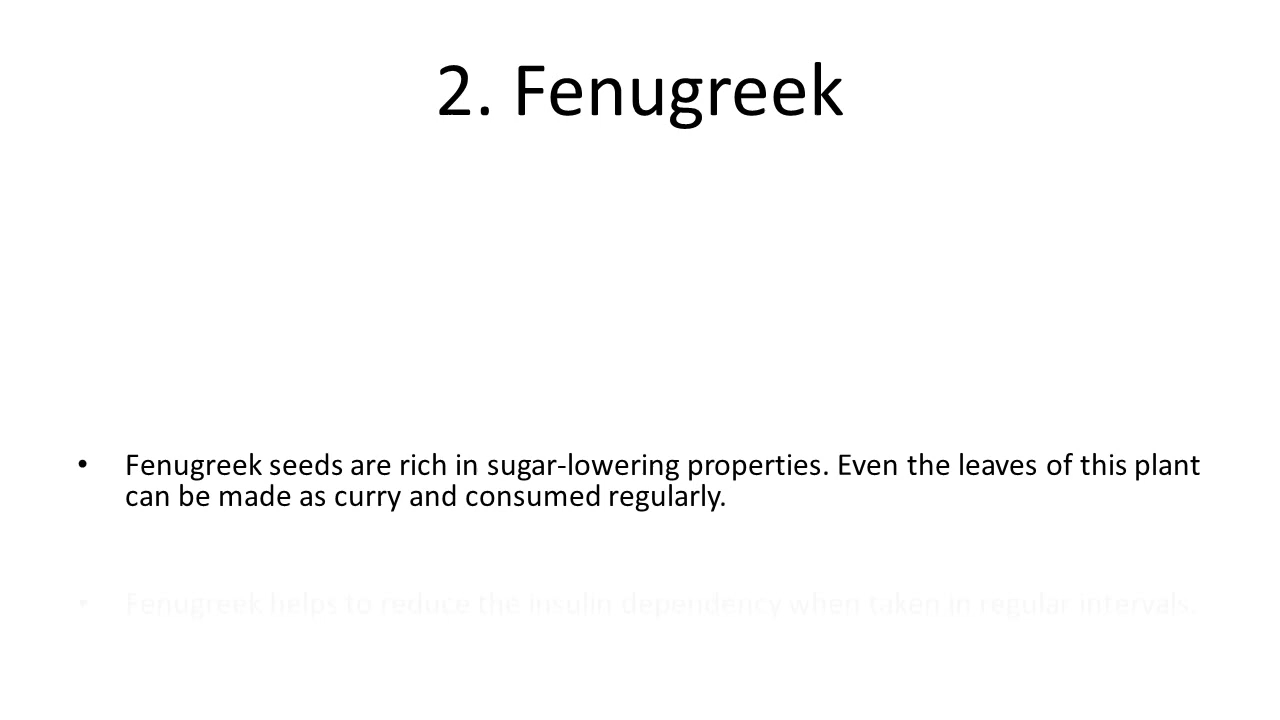 2. Fenugreek
• Fenugreek seeds are rich in sugar-lowering properties. Even the leaves of this plant
can be made as curry and consumed regularly.
• Fenugreek helps to reduce the insulin dependency when taken in regular intervals.